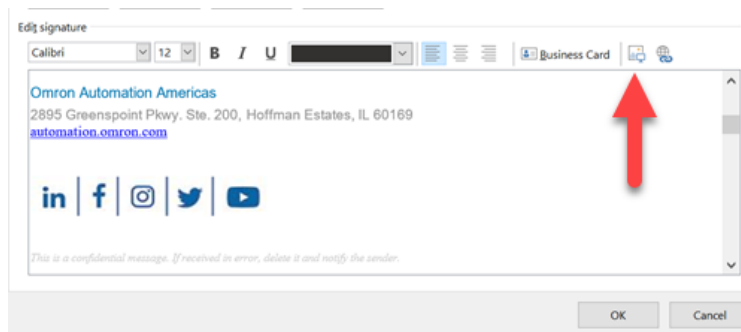 Edit signature
Calibri 12 B I U Business Card
Omron Automation Americas
2895 Greenspoint Pkwy. Ste. 200, Hoffman Estates, IL 60169
automation.omron.com
in f
This is a confidential message. If received in error, delete it and notify the sender.
OK Cancel